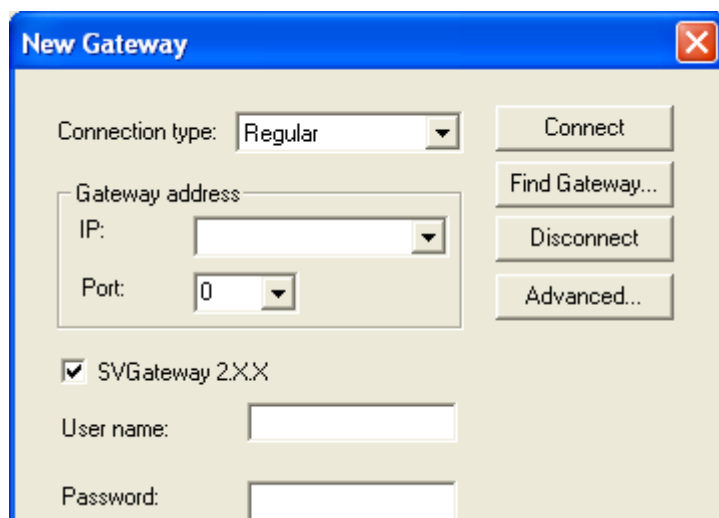 New Gateway
Connection type: Regular Connect
Find Gateway...
Gateway address
IP:
Disconnect
Port: 0
Advanced...
SVGateway 2.X.X
User name:
Password: